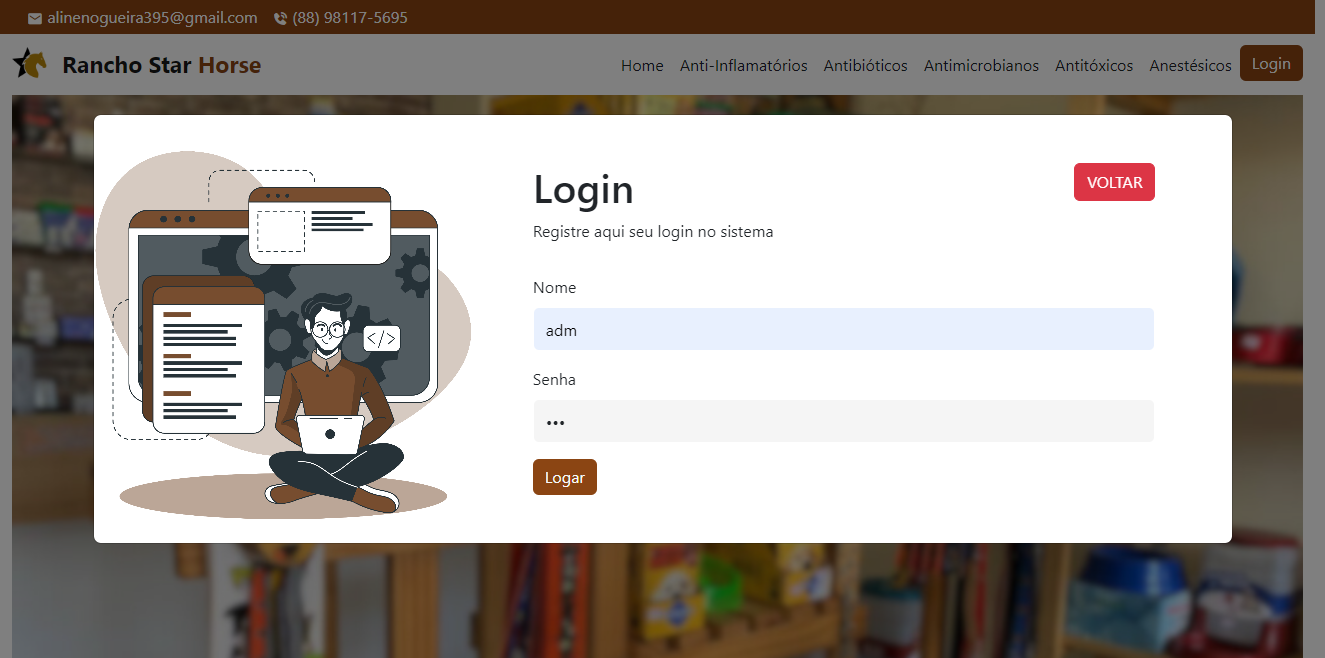 alinenogueira395@gmail.com (88) 98117-5695
Rancho Star Horse Home Anti-Inflamatórios Antibióticos Antimicrobianos Antitóxicos Anestésicos Login
Login VOLTAR
Registre aqui seu login no sistema
Nome
adm
</>
Senha
•••
Logar